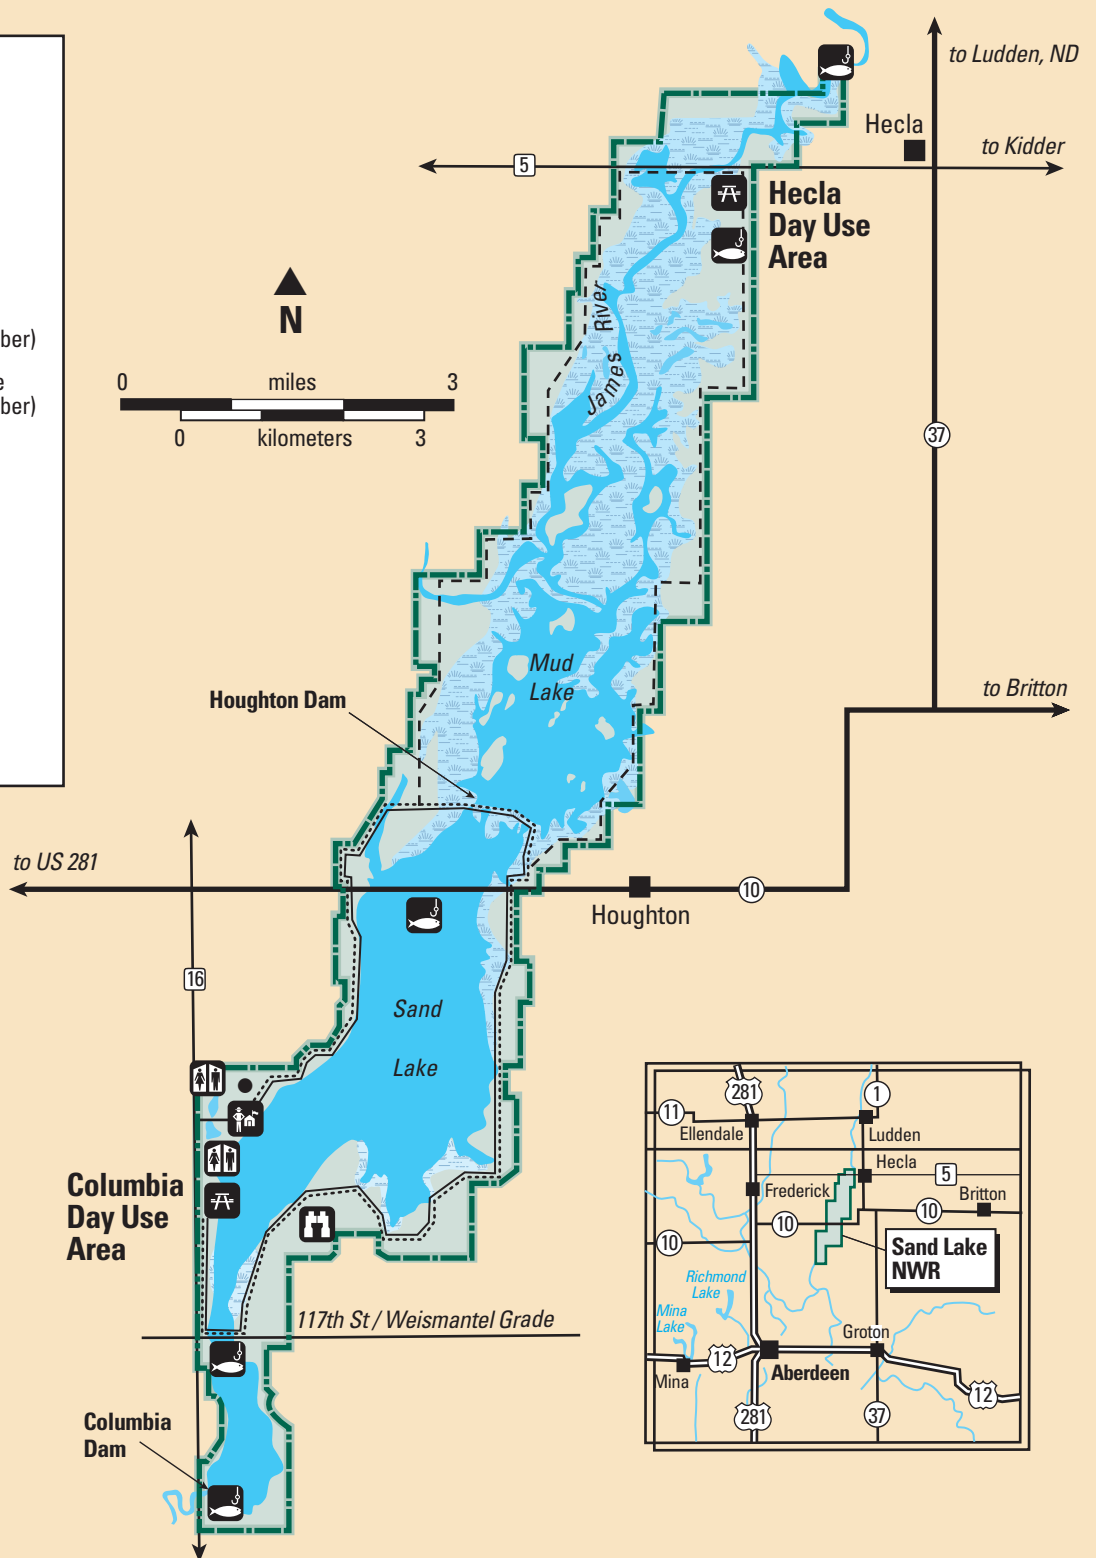 to Ludden, ND
Hecla
to Kidder
5
Hecla
Day Use
Area
N
ber)
e
ber)
0 miles 3
0 kilometers 3
James River
37
Mud
Lake
to Britton
Houghton Dam
to US 281
10
Houghton
16
Sand
Lake
Columbia
Day Use
Area
117th St / Weismantel Grade
Columbia
Dam
281
1
11
Ellendale
Ludden
Hecla
5
Frederick
Britton
10
10
10
Sand Lake
NWR
Richmond
Lake
Mina
Lake
Groton
12
Mina
Aberdeen
12
281
37